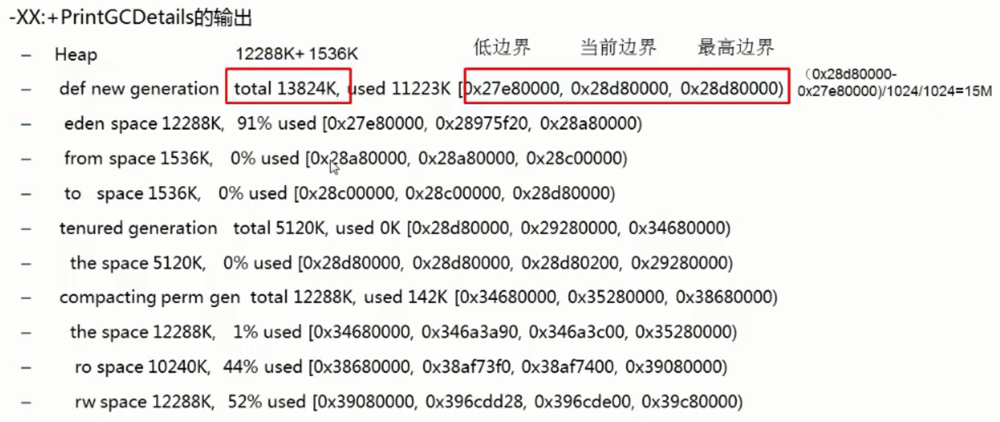 -XX:+PrintGCDetails的输出
– Heap 12288K+ 1536K 低边界 当前边界 最高边界
– def new generation total 13824K, used 11223K [0x27e80000, 0x28d80000, 0x28d80000) （0x28d80000-
0x27e80000)/1024/1024=15M
– eden space 12288K, 91% used [0x27e80000, 0x28975f20, 0x28a80000)
– from space 1536K, 0% used [0x28a80000, 0x28a80000, 0x28c00000)
– to space 1536K, 0% used [0x28c00000, 0x28c00000, 0x28d80000)
– tenured generation total 5120K, used 0K [0x28d80000, 0x29280000, 0x34680000)
– the space 5120K, 0% used [0x28d80000, 0x28d80000, 0x28d80200, 0x29280000)
– compacting perm gen total 12288K, used 142K [0x34680000, 0x35280000, 0x38680000)
– the space 12288K, 1% used [0x34680000, 0x346a3a90, 0x346a3c00, 0x35280000)
– ro space 10240K, 44% used [0x38680000, 0x38af73f0, 0x38af7400, 0x39080000)
– rw space 12288K, 52% used [0x39080000, 0x396cdd28, 0x396cde00, 0x39c80000)